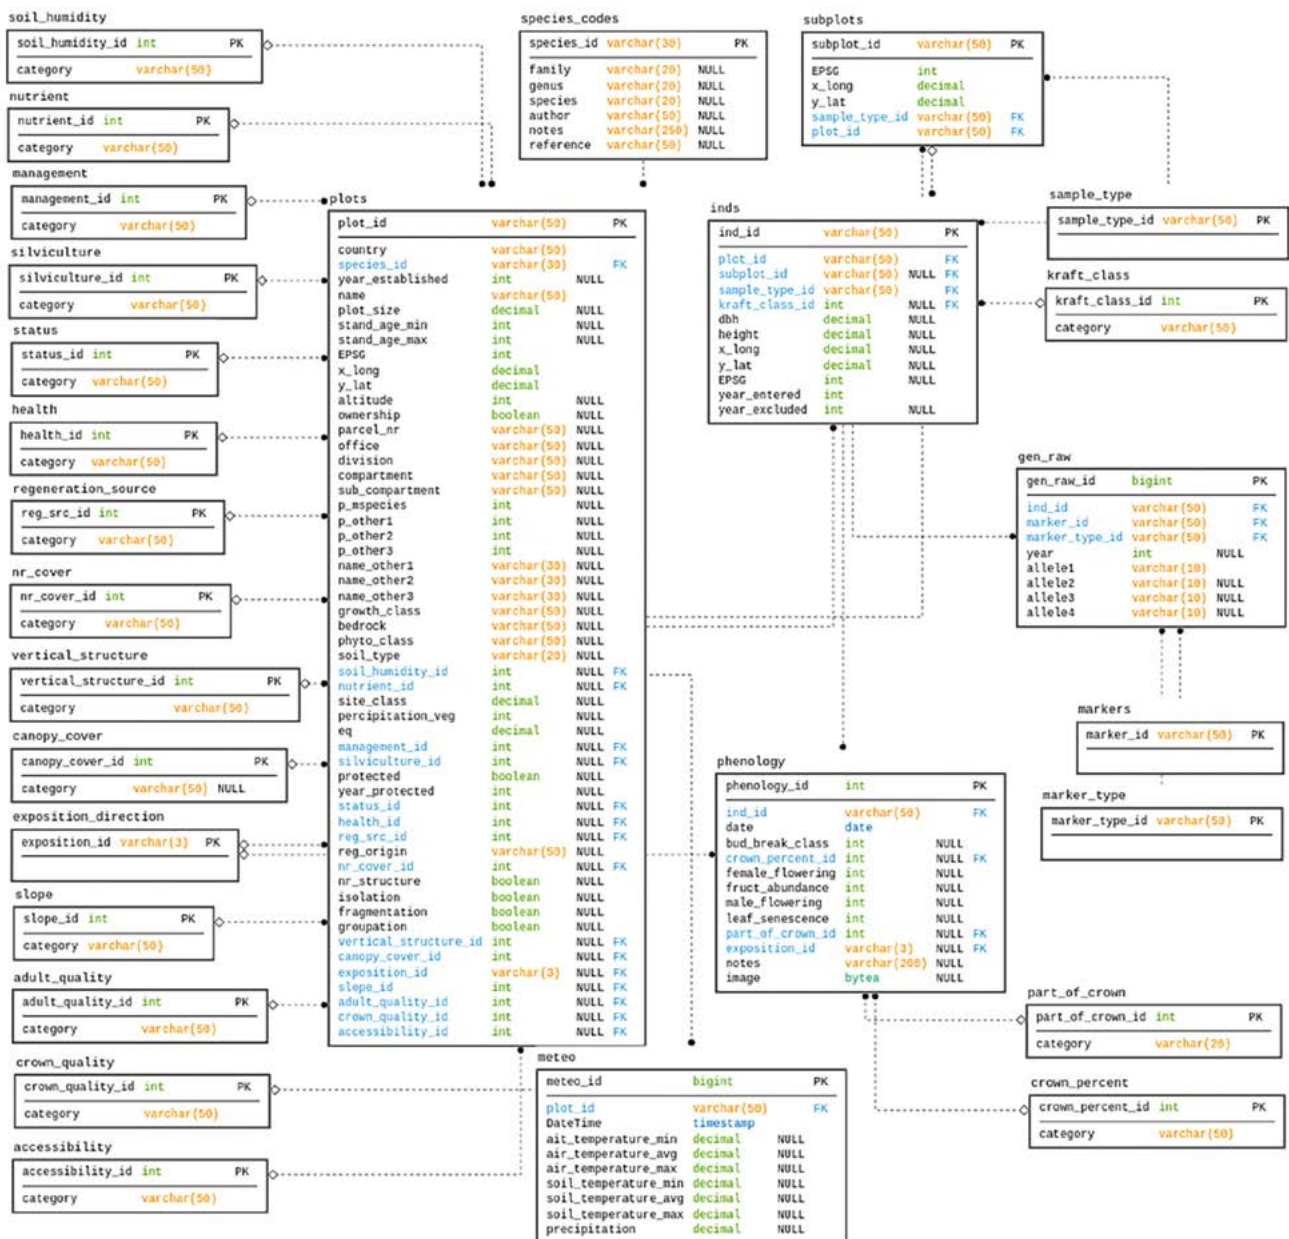 soil_humidity
soil_humidity_id int PK
category varchar(50)
nutrient
nutrient_id int PK
category varchar(50)
management
management_id int PK
category varchar(50)
silviculture
silviculture_id int PK
category varchar(50)
status
status_id int PK
category varchar(50)
health
health_id int PK
category varchar(50)
regeneration_source
reg_src_id int PK
category varchar(50)
nr_cover
nr_cover_id int PK
category varchar(50)
vertical_structure
vertical_structure_id int PK
category varchar(50)
canopy_cover
canopy_cover_id int PK
category varchar(50) NULL
exposition_direction
exposition_id varchar(3) PK
slope
slope_id int PK
category varchar(50)
adult_quality
adult_quality_id int PK
category varchar(50)
crown_quality
crown_quality_id int PK
category varchar(50)
accessibility
accessibility_id int PK
category varchar(50)
species_codes
species_id varchar(30) PK
family varchar(20) NULL
genus varchar(20) NULL
species varchar(20) NULL
author varchar(50) NULL
notes varchar(250) NULL
reference varchar(50) NULL
plots
plot_id varchar(50) PK
country varchar(50)
species_id varchar(30) FK
year_established int NULL
name varchar(50)
plot_size decimal NULL
stand_age_min int NULL
stand_age_max int NULL
EPSG int
x_long decimal
y_lat decimal
altitude int NULL
ownership boolean NULL
parcel_nr varchar(50) NULL
office varchar(50) NULL
division varchar(50) NULL
compartment varchar(50) NULL
sub_compartment varchar(50) NULL
p_mspecies int NULL
p_other1 int NULL
p_other2 int NULL
p_other3 int NULL
name_other1 varchar(30) NULL
name_other2 varchar(30) NULL
name_other3 varchar(30) NULL
growth_class varchar(50) NULL
bedrock varchar(50) NULL
phyto_class varchar(50) NULL
soil_type varchar(20) NULL
soil_humidity_id int NULL FK
nutrient_id int NULL FK
site_class decimal NULL
percipitation_veg int NULL
eq decimal NULL
management_id int NULL FK
silviculture_id int NULL FK
protected boolean NULL
year_protected int NULL
status_id int NULL FK
health_id int NULL FK
reg_src_id int NULL FK
reg_origin varchar(50) NULL
nr_cover_id int NULL FK
nr_structure boolean NULL
isolation boolean NULL
fragmentation boolean NULL
groupation boolean NULL
vertical_structure_id int NULL FK
canopy_cover_id int NULL FK
exposition_id varchar(3) NULL FK
slope_id int NULL FK
adult_quality_id int NULL FK
crown_quality_id int NULL FK
accessibility_id int NULL FK
meteo
meteo_id bigint PK
plot_id varchar(50) FK
DateTime timestamp
ait_temperature_min decimal NULL
air_temperature_avg decimal NULL
air_temperature_max decimal NULL
soil_temperature_min decimal NULL
soil_temperature_avg decimal NULL
soil_temperature_max decimal NULL
precipitation decimal NULL
subplots
subplot_id varchar(50) PK
EPSG int
x_long decimal
y_lat decimal
sample_type_id varchar(50) FK
plot_id varchar(50) FK
inds
ind_id varchar(50) PK
plot_id varchar(50) FK
subplot_id varchar(50) NULL FK
sample_type_id varchar(50) FK
kraft_class_id int NULL FK
dbh decimal NULL
height decimal NULL
x_long decimal NULL
y_lat decimal NULL
EPSG int NULL
year_entered int
year_excluded int NULL
sample_type
sample_type_id varchar(50) PK
kraft_class
kraft_class_id int PK
category varchar(50)
gen_raw
gen_raw_id bigint PK
ind_id varchar(50) FK
marker_id varchar(50) FK
marker_type_id varchar(50) FK
year int NULL
allele1 varchar(10)
allele2 varchar(10) NULL
allele3 varchar(10) NULL
allele4 varchar(10) NULL
markers
marker_id varchar(50) PK
marker_type
marker_type_id varchar(50) PK
phenology
phenology_id int PK
ind_id varchar(50) FK
date date
bud_break_class int NULL
crown_percent_id int NULL FK
female_flowering int NULL
fruct_abundance int NULL
male_flowering int NULL
leaf_senescence int NULL
part_of_crown_id int NULL FK
exposition_id varchar(3) NULL FK
notes varchar(200) NULL
image bytea NULL
part_of_crown
part_of_crown_id int PK
category varchar(20)
crown_percent
crown_percent_id int PK
category varchar(50)